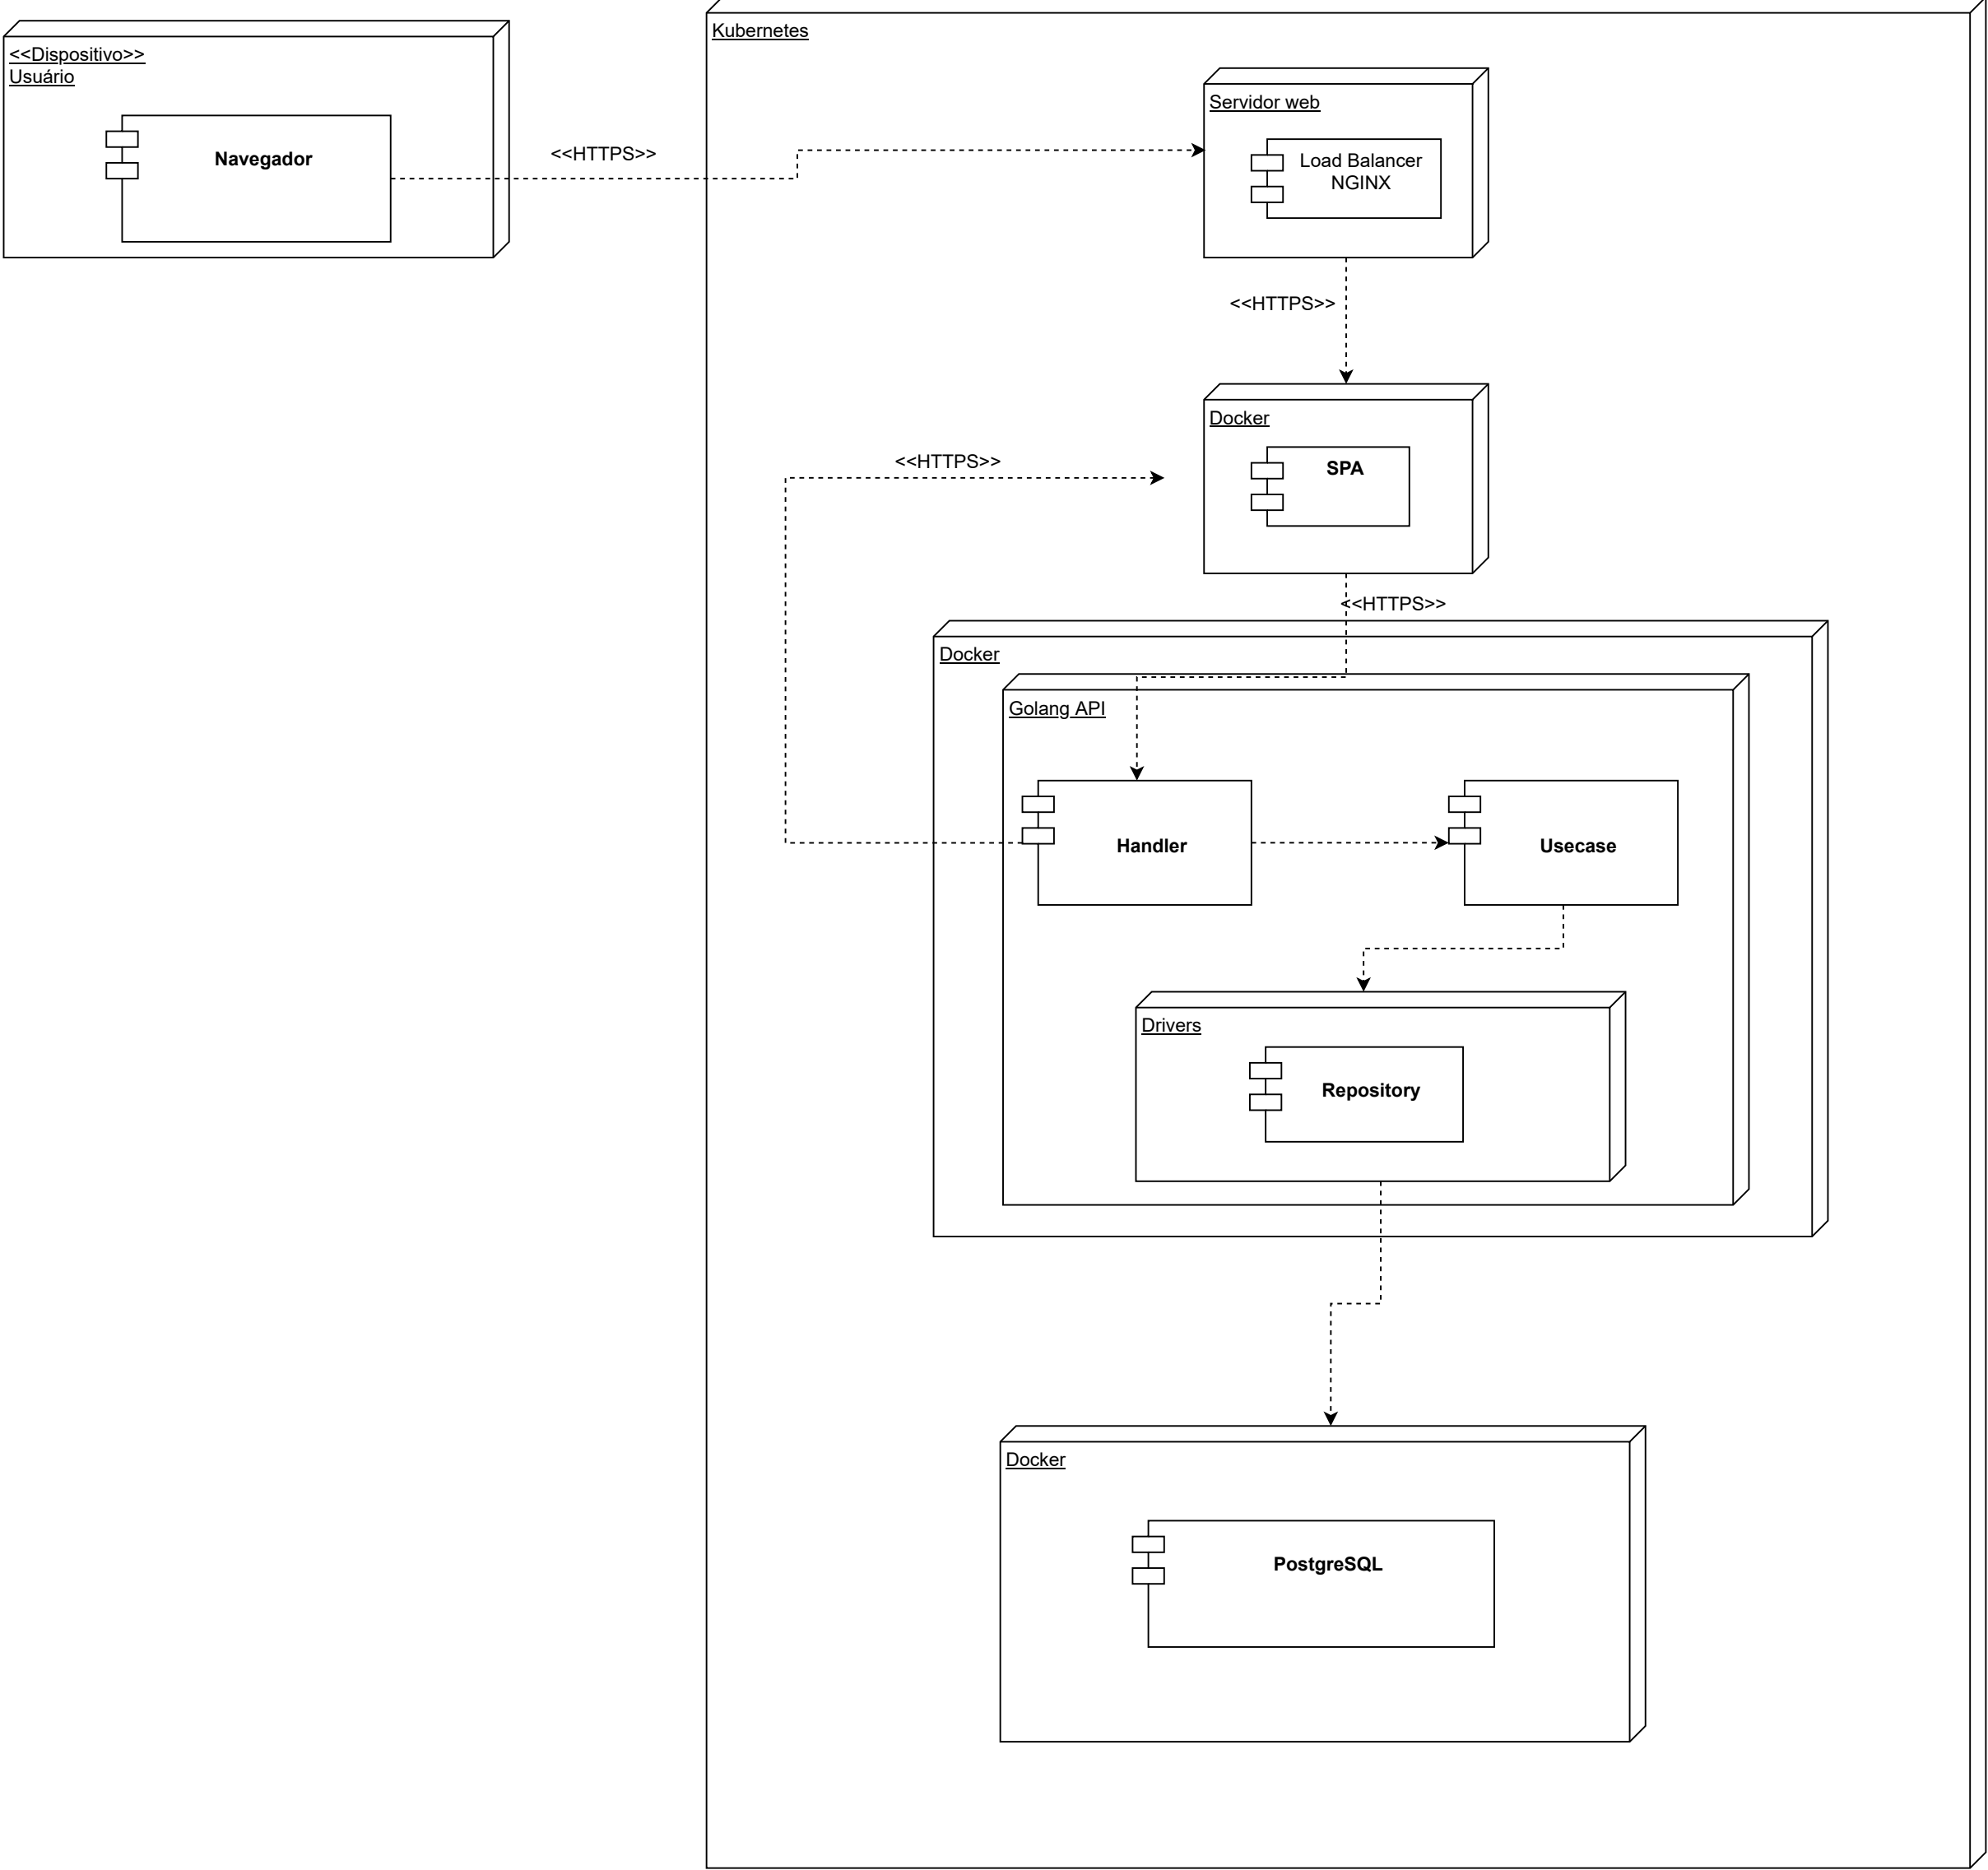 Kubernetes
<<Dispositivo>>
Usuário
Navegador
<<HTTPS>>
Servidor web
Load Balancer
NGINX
<<HTTPS>>
Docker
SPA
<<HTTPS>>
<<HTTPS>>
Docker
Golang API
Handler
Usecase
Drivers
Repository
Docker
PostgreSQL